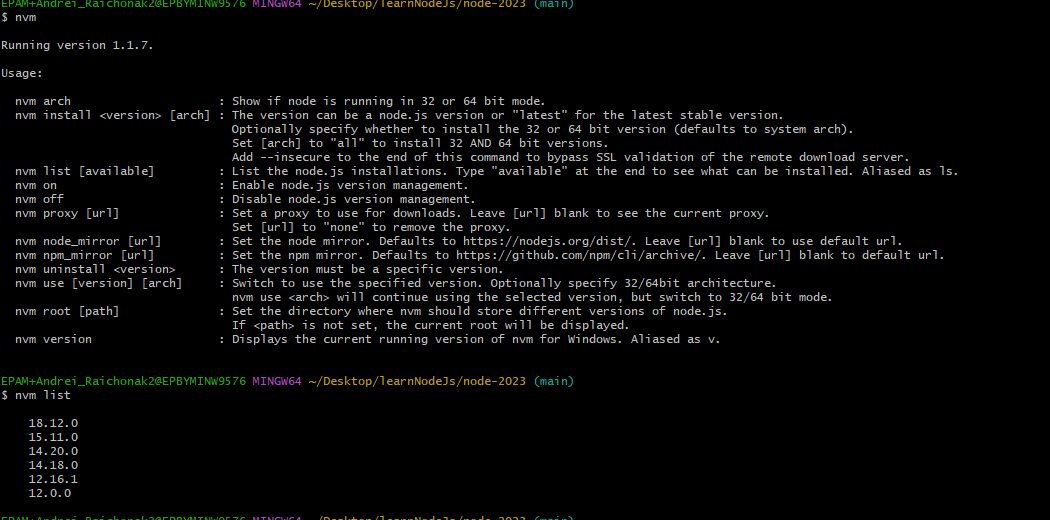 EPAM+Andrei_Raichonak2@EPBYMINW9576 MINGW64 ~/Desktop/learnNodeJs/node-2023 (main)
$ nvm
Running version 1.1.7.
Usage:
nvm arch : Show if node is running in 32 or 64 bit mode.
nvm install <version> [arch] : The version can be a node.js version or "latest" for the latest stable version.
Optionally specify whether to install the 32 or 64 bit version (defaults to system arch).
Set [arch] to "all" to install 32 AND 64 bit versions.
Add --insecure to the end of this command to bypass SSL validation of the remote download server.
nvm list [available] : List the node.js installations. Type "available" at the end to see what can be installed. Aliased as ls.
nvm on : Enable node.js version management.
nvm off : Disable node.js version management.
nvm proxy [url] : Set a proxy to use for downloads. Leave [url] blank to see the current proxy.
Set [url] to "none" to remove the proxy.
nvm node_mirror [url] : Set the node mirror. Defaults to https://nodejs.org/dist/. Leave [url] blank to use default url.
nvm npm_mirror [url] : Set the npm mirror. Defaults to https://github.com/npm/cli/archive/. Leave [url] blank to default url.
nvm uninstall <version> : The version must be a specific version.
nvm use [version] [arch] : Switch to use the specified version. Optionally specify 32/64bit architecture.
nvm use <arch> will continue using the selected version, but switch to 32/64 bit mode.
nvm root [path] : Set the directory where nvm should store different versions of node.js.
If <path> is not set, the current root will be displayed.
nvm version : Displays the current running version of nvm for Windows. Aliased as v.
EPAM+Andrei_Raichonak2@EPBYMINW9576 MINGW64 ~/Desktop/learnNodeJs/node-2023 (main)
$ nvm list
18.12.0
15.11.0
14.20.0
14.18.0
12.16.1
12.0.0
EPAM+Andrei_Raichonak2@EPBYMINW9576 MINGW64 ~/Desktop/learnNodeJs/node-2023 (main)